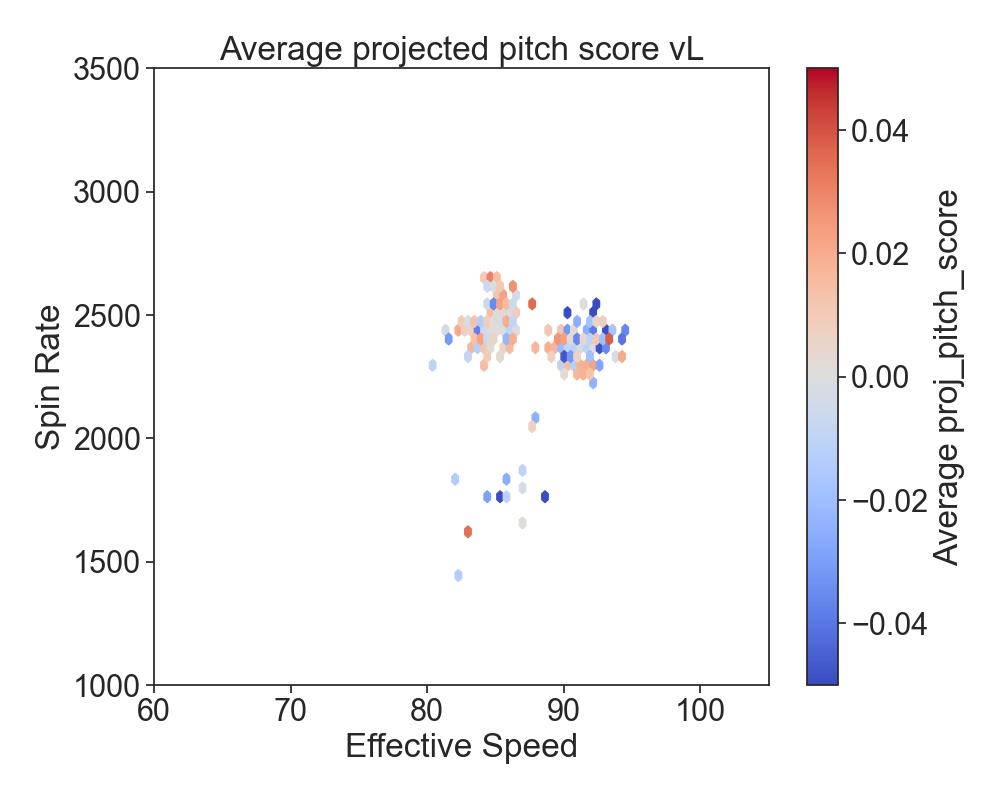 Average projected pitch score vL
3500
3000
2500
2000
1500
1000
Spin Rate
60 70 80 90 100
Effective Speed
0.04
0.02
0.00
−0.02
−0.04
Average proj_pitch_score